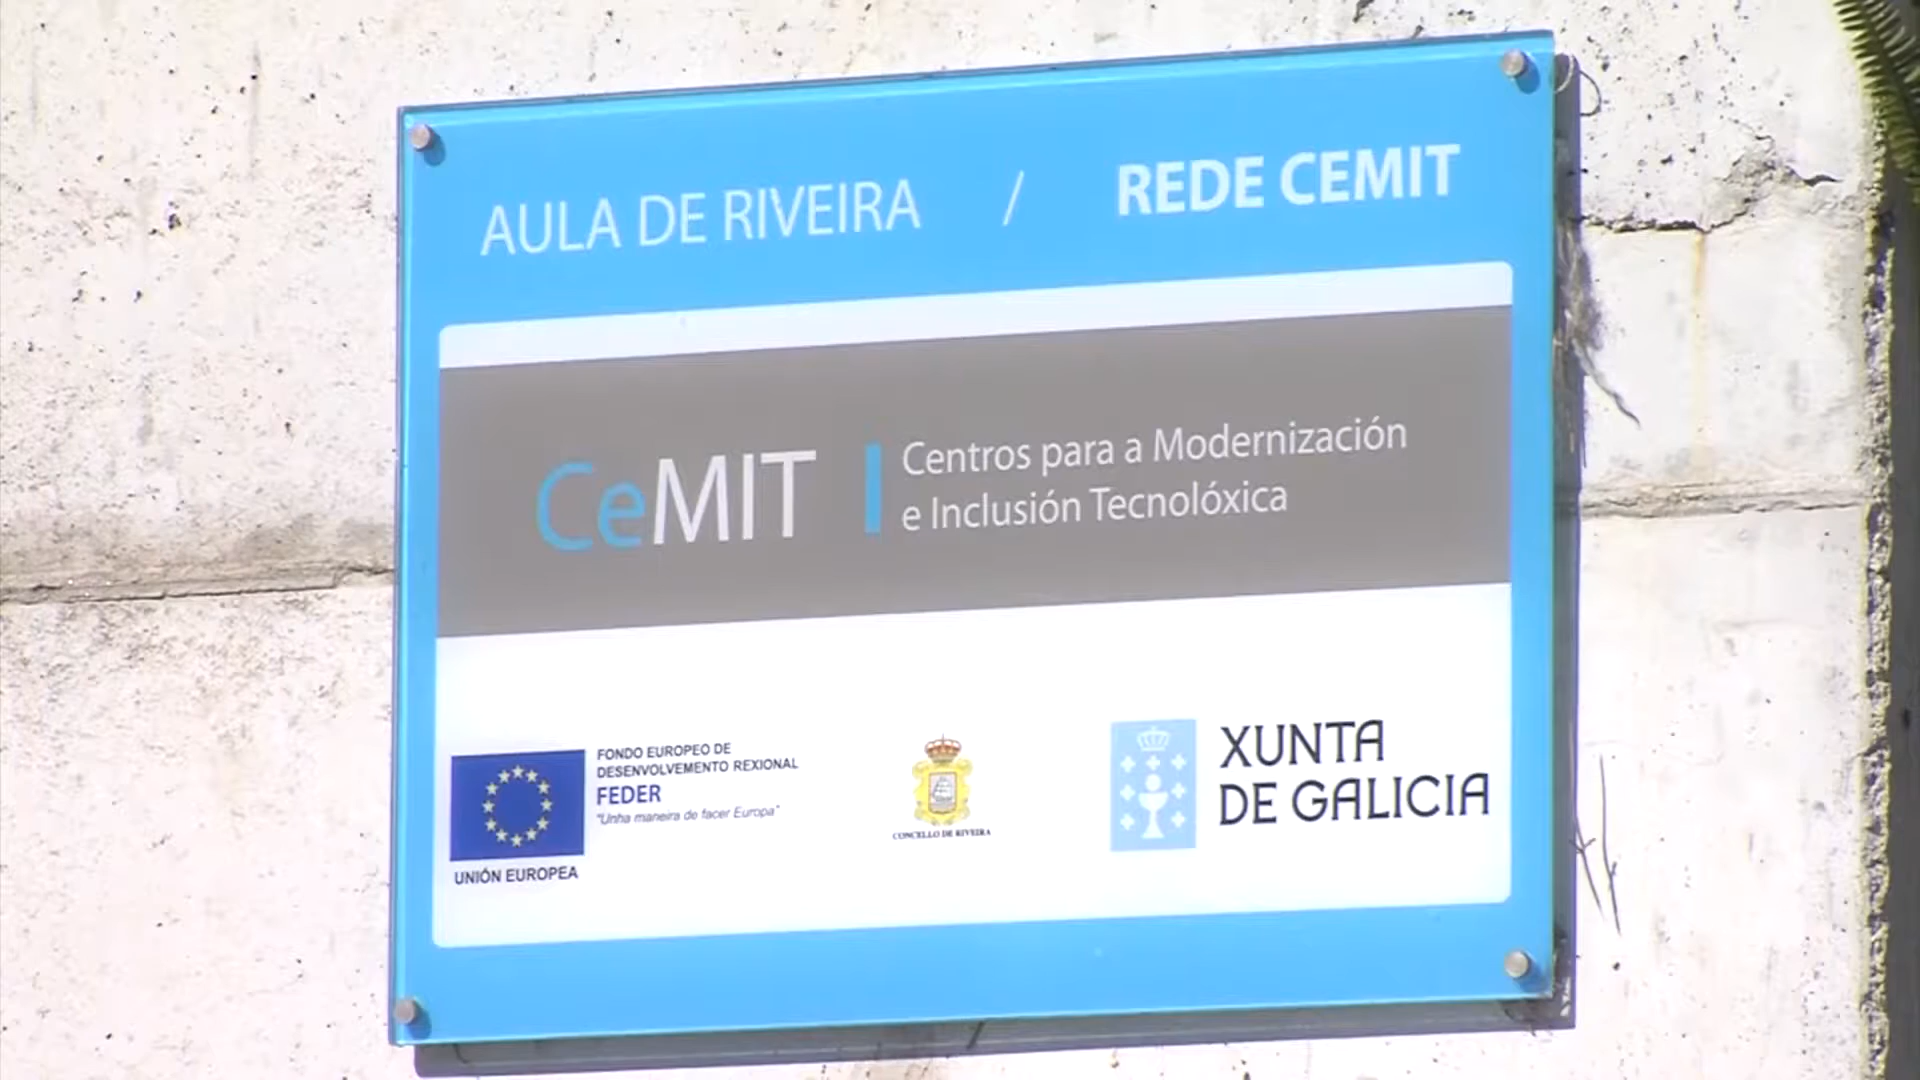 AULA DE RIVEIRA / REDE CEMIT
CeMIT
Centros para a Modernización
e Inclusión Tecnolóxica
FONDO EUROPEO DE
DESENVOLVEMENTO REXIONAL
FEDER
"Unha maneira de facer Europa"
UNIÓN EUROPEA
CONCELLO DE RIVEIRA
XUNTA
DE GALICIA